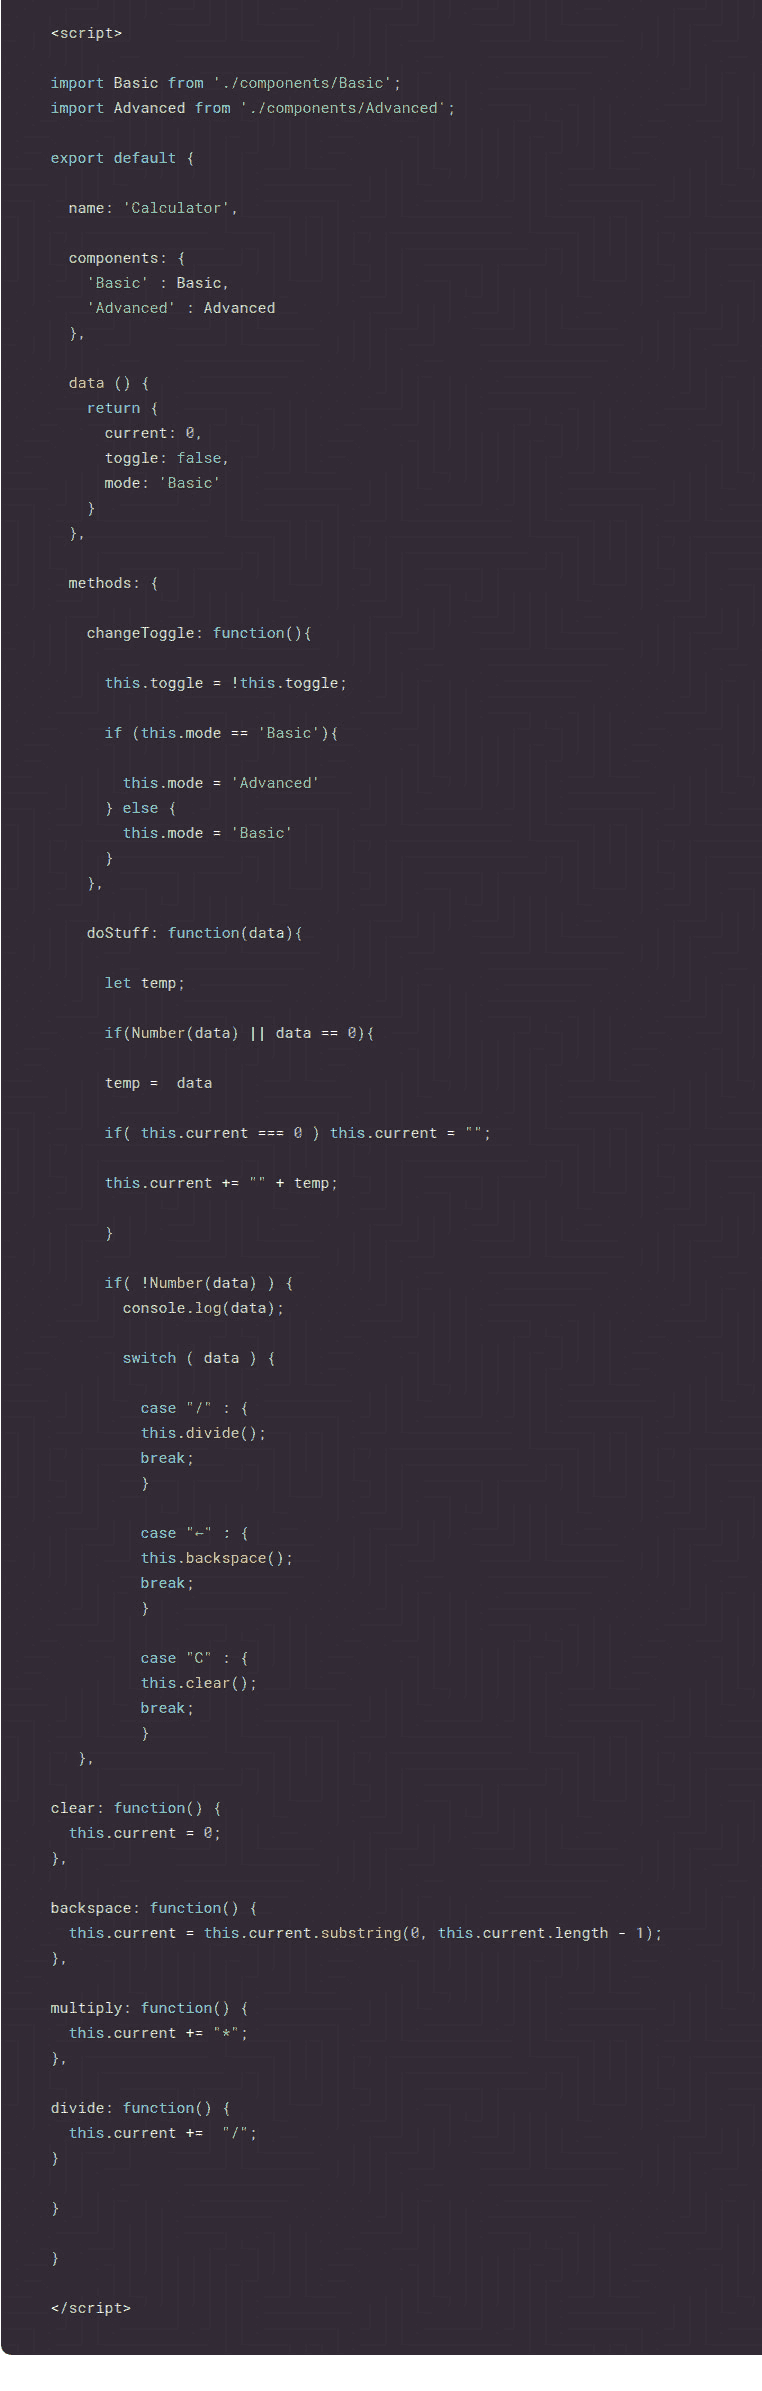 <script>
import Basic from './components/Basic';
import Advanced from './components/Advanced';
export default {
name: 'Calculator',
components: {
'Basic' : Basic,
'Advanced' : Advanced
},
data () {
return {
current: 0,
toggle: false,
mode: 'Basic'
}
},
methods: {
changeToggle: function(){
this.toggle = !this.toggle;
if (this.mode == 'Basic'){
this.mode = 'Advanced'
} else {
this.mode = 'Basic'
}
},
doStuff: function(data){
let temp;
if(Number(data) || data == 0){
temp =  data
if( this.current === 0 ) this.current = "";
this.current += "" + temp;
}
if( !Number(data) ) {
console.log(data);
switch ( data ) {
case "/" : {
this.divide();
break;
}
case "←" : {
this.backspace();
break;
}
case "C" : {
this.clear();
break;
}
},
clear: function() {
this.current = 0;
},
backspace: function() {
this.current = this.current.substring(0, this.current.length - 1);
},
multiply: function() {
this.current += "*";
},
divide: function() {
this.current +=  "/";
}
}
}
</script>